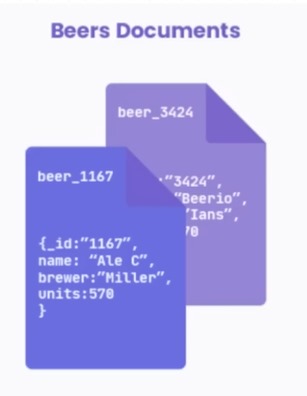 Beers Documents
beer_3424
:"3424",
"Beerio",
"Ians",
70
beer_1167
{_id:"1167",
name: “Ale C”,
brewer:”Miller”,
units:570
}